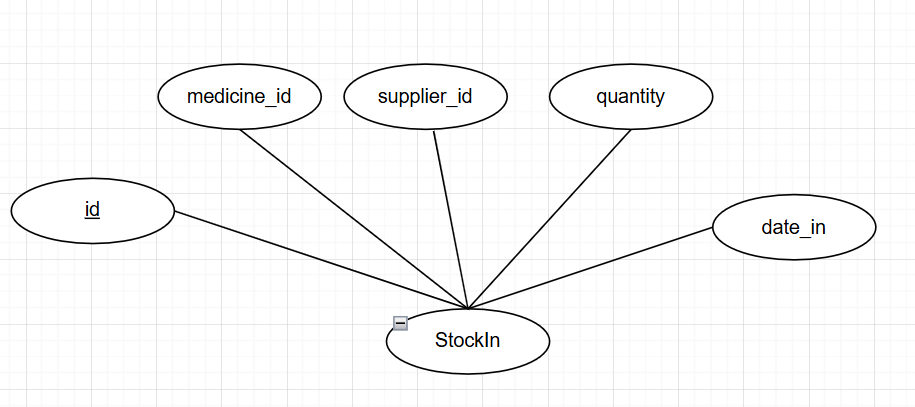 medicine_id
supplier_id
quantity
id
date_in
StockIn